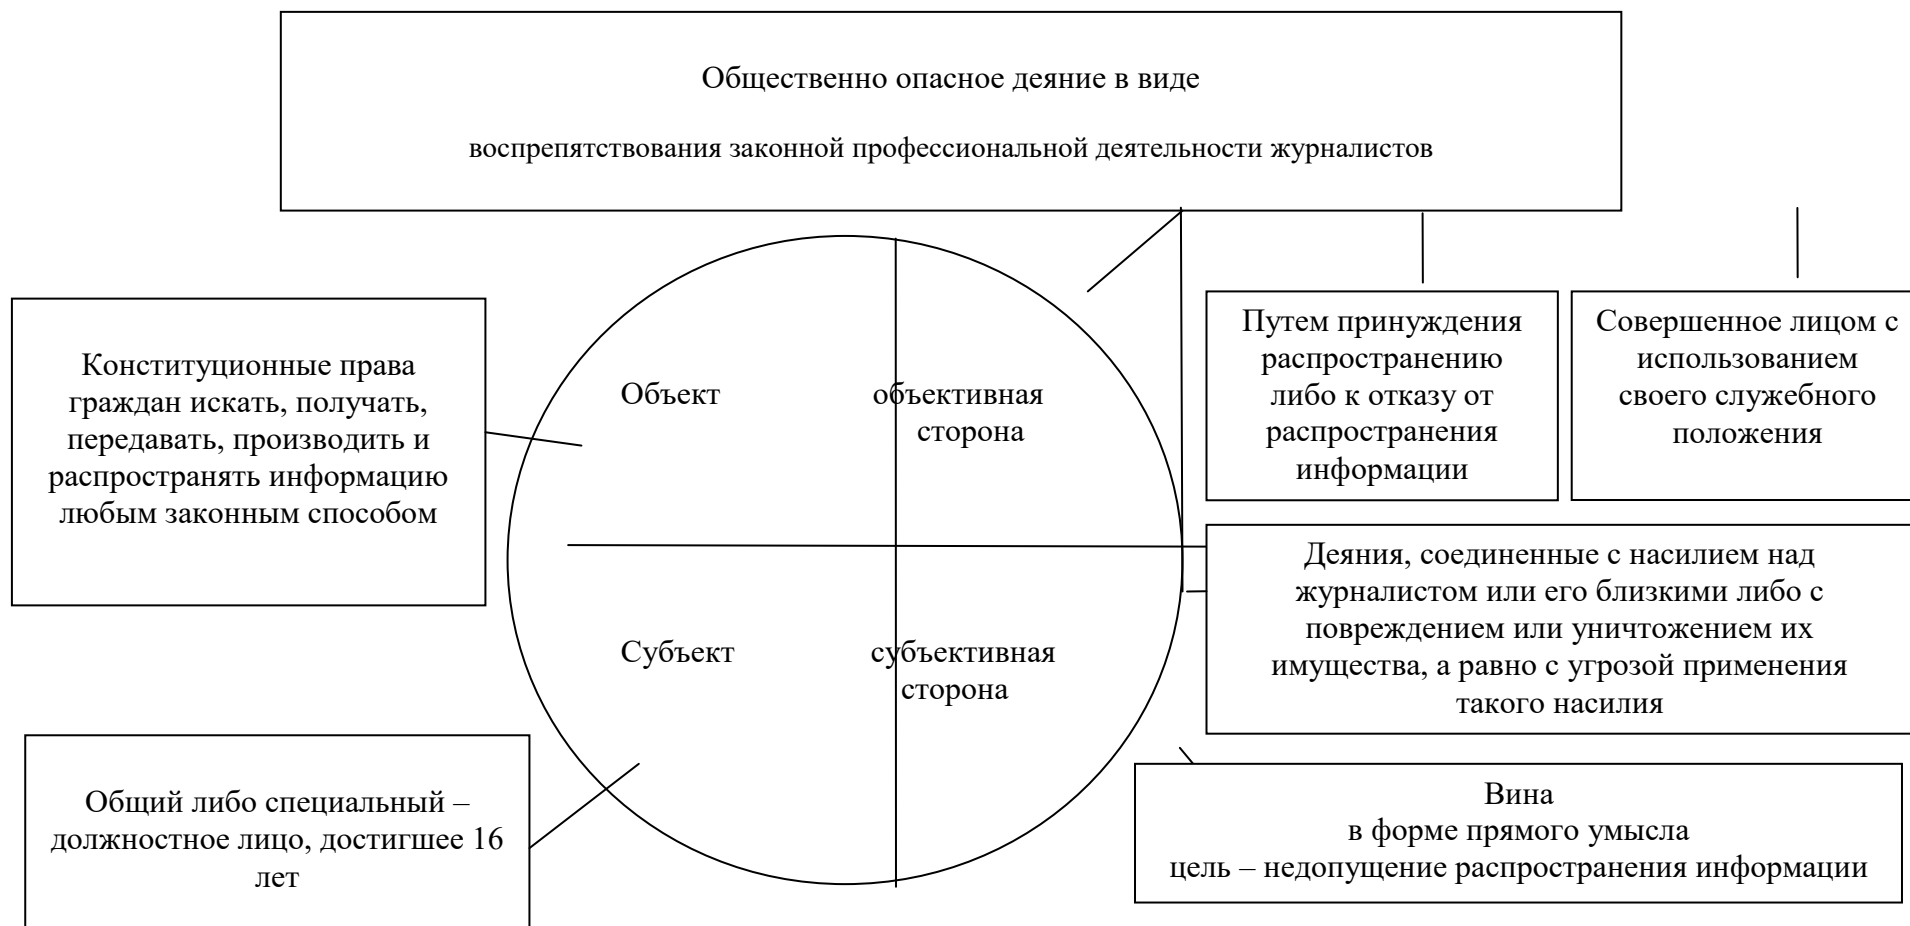 Общественно опасное деяние в виде
воспрепятствования законной профессиональной деятельности журналистов
Конституционные права
граждан искать, получать,
передавать, производить и
распространять информацию
любым законным способом
Объект
объективная
сторона
Путем принуждения
распространению
либо к отказу от
распространения
информации
Совершенное лицом с
использованием
своего служебного
положения
Субъект
субъективная
сторона
Деяния, соединенные с насилием над
журналистом или его близкими либо с
повреждением или уничтожением их
имущества, а равно с угрозой применения
такого насилия
Общий либо специальный –
должностное лицо, достигшее 16
лет
Вина
в форме прямого умысла
цель – недопущение распространения информации